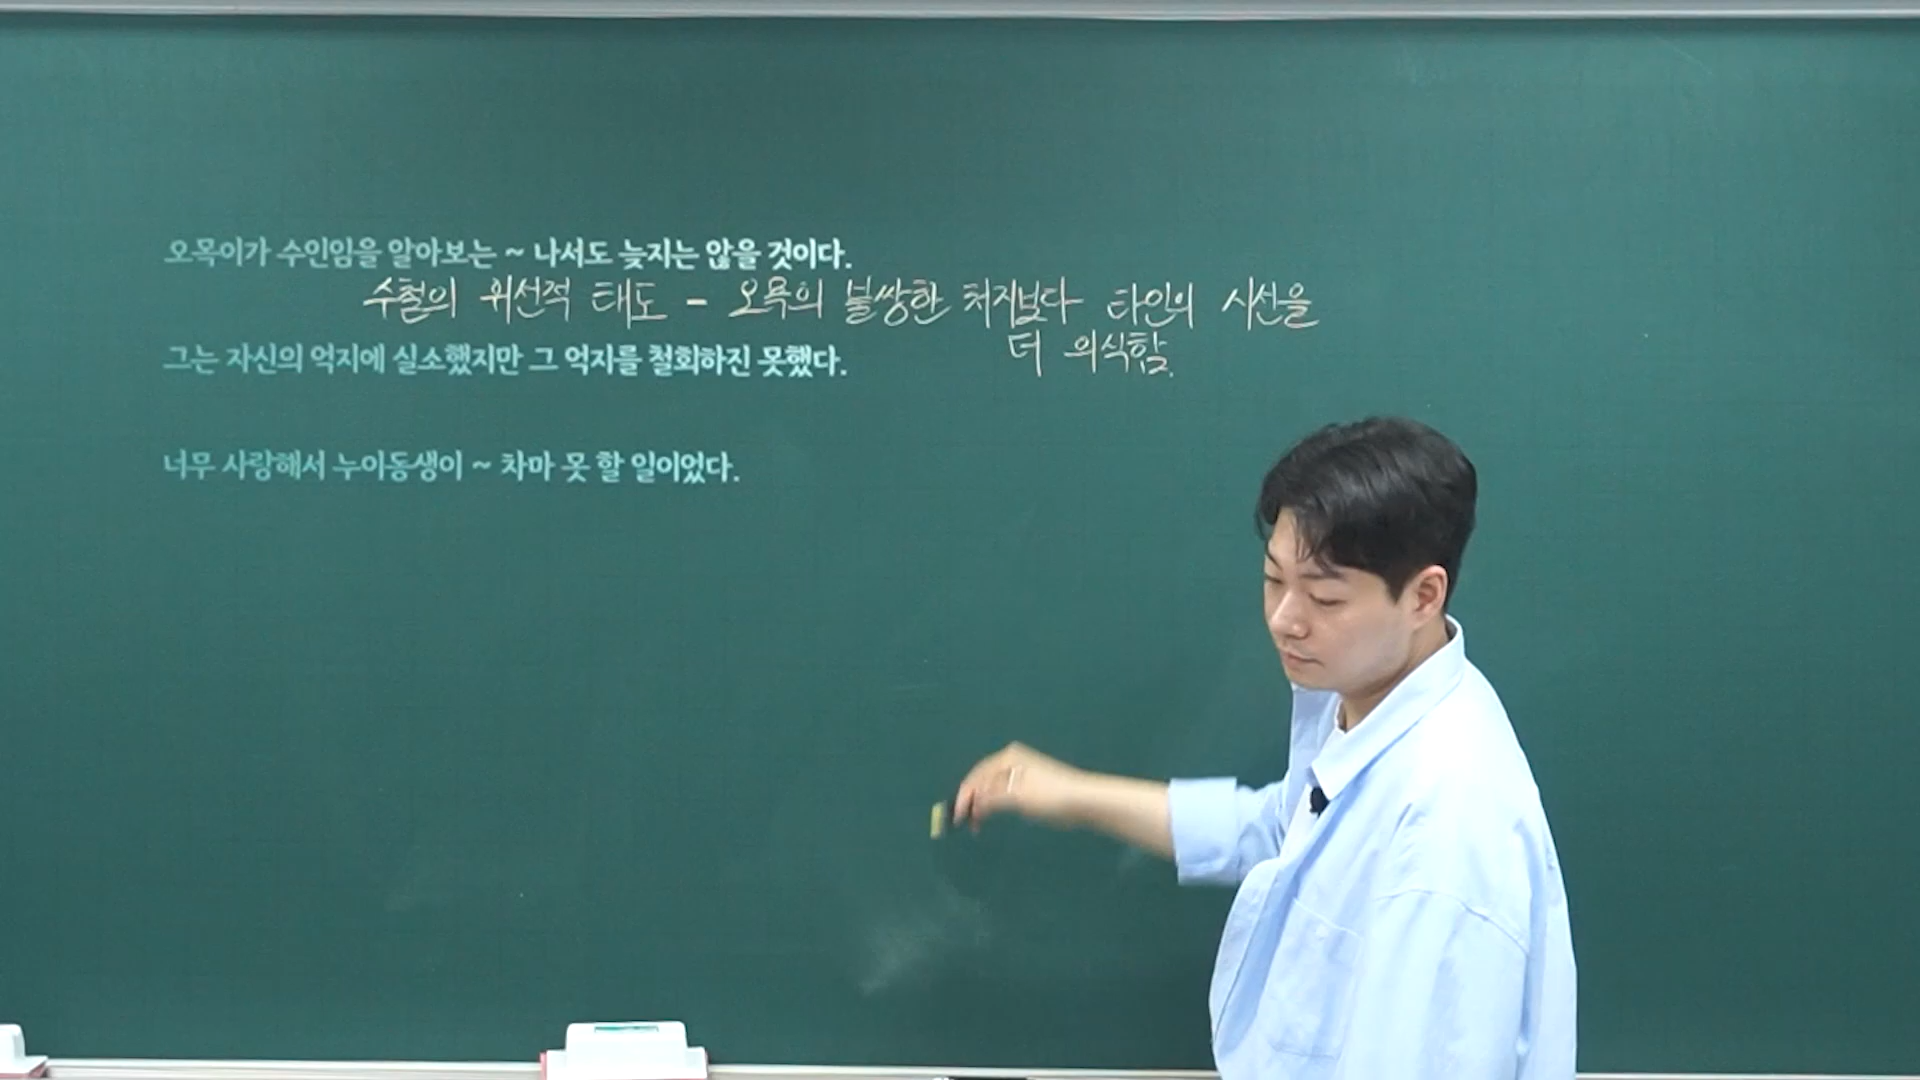 오목이가 수인임을 알아보는 ~ 나서도 늦지는 않을 것이다.
수철의 위선적 태도 - 오목의 불쌍한 처지보다 타인의 시선을
더 의식함.
그는 자신의 억지에 실소했지만 그 억지를 철회하진 못했다.
너무 사랑해서 누이동생이 ~ 차마 못 할 일이었다.